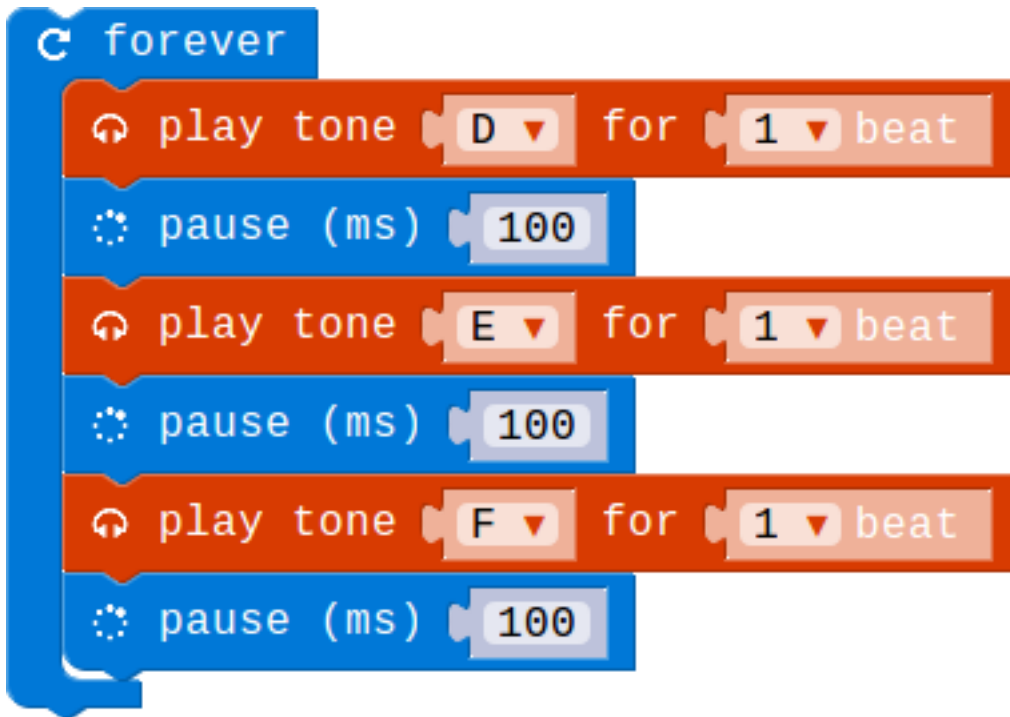 forever
play tone D ▼ for 1 ▼ beat
pause (ms) 100
play tone E ▼ for 1 ▼ beat
pause (ms) 100
play tone F ▼ for 1 ▼ beat
pause (ms) 100